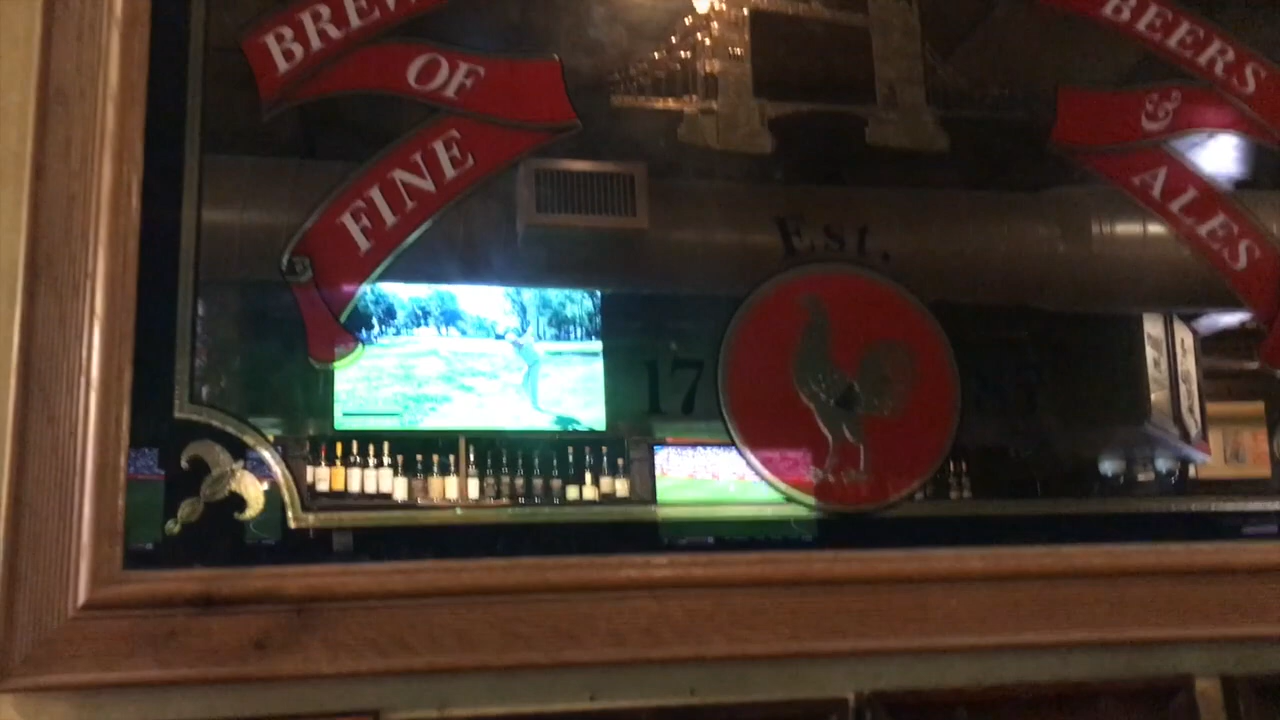 BREW
OF
FINE
BEERS
&
ALES
Est.
17